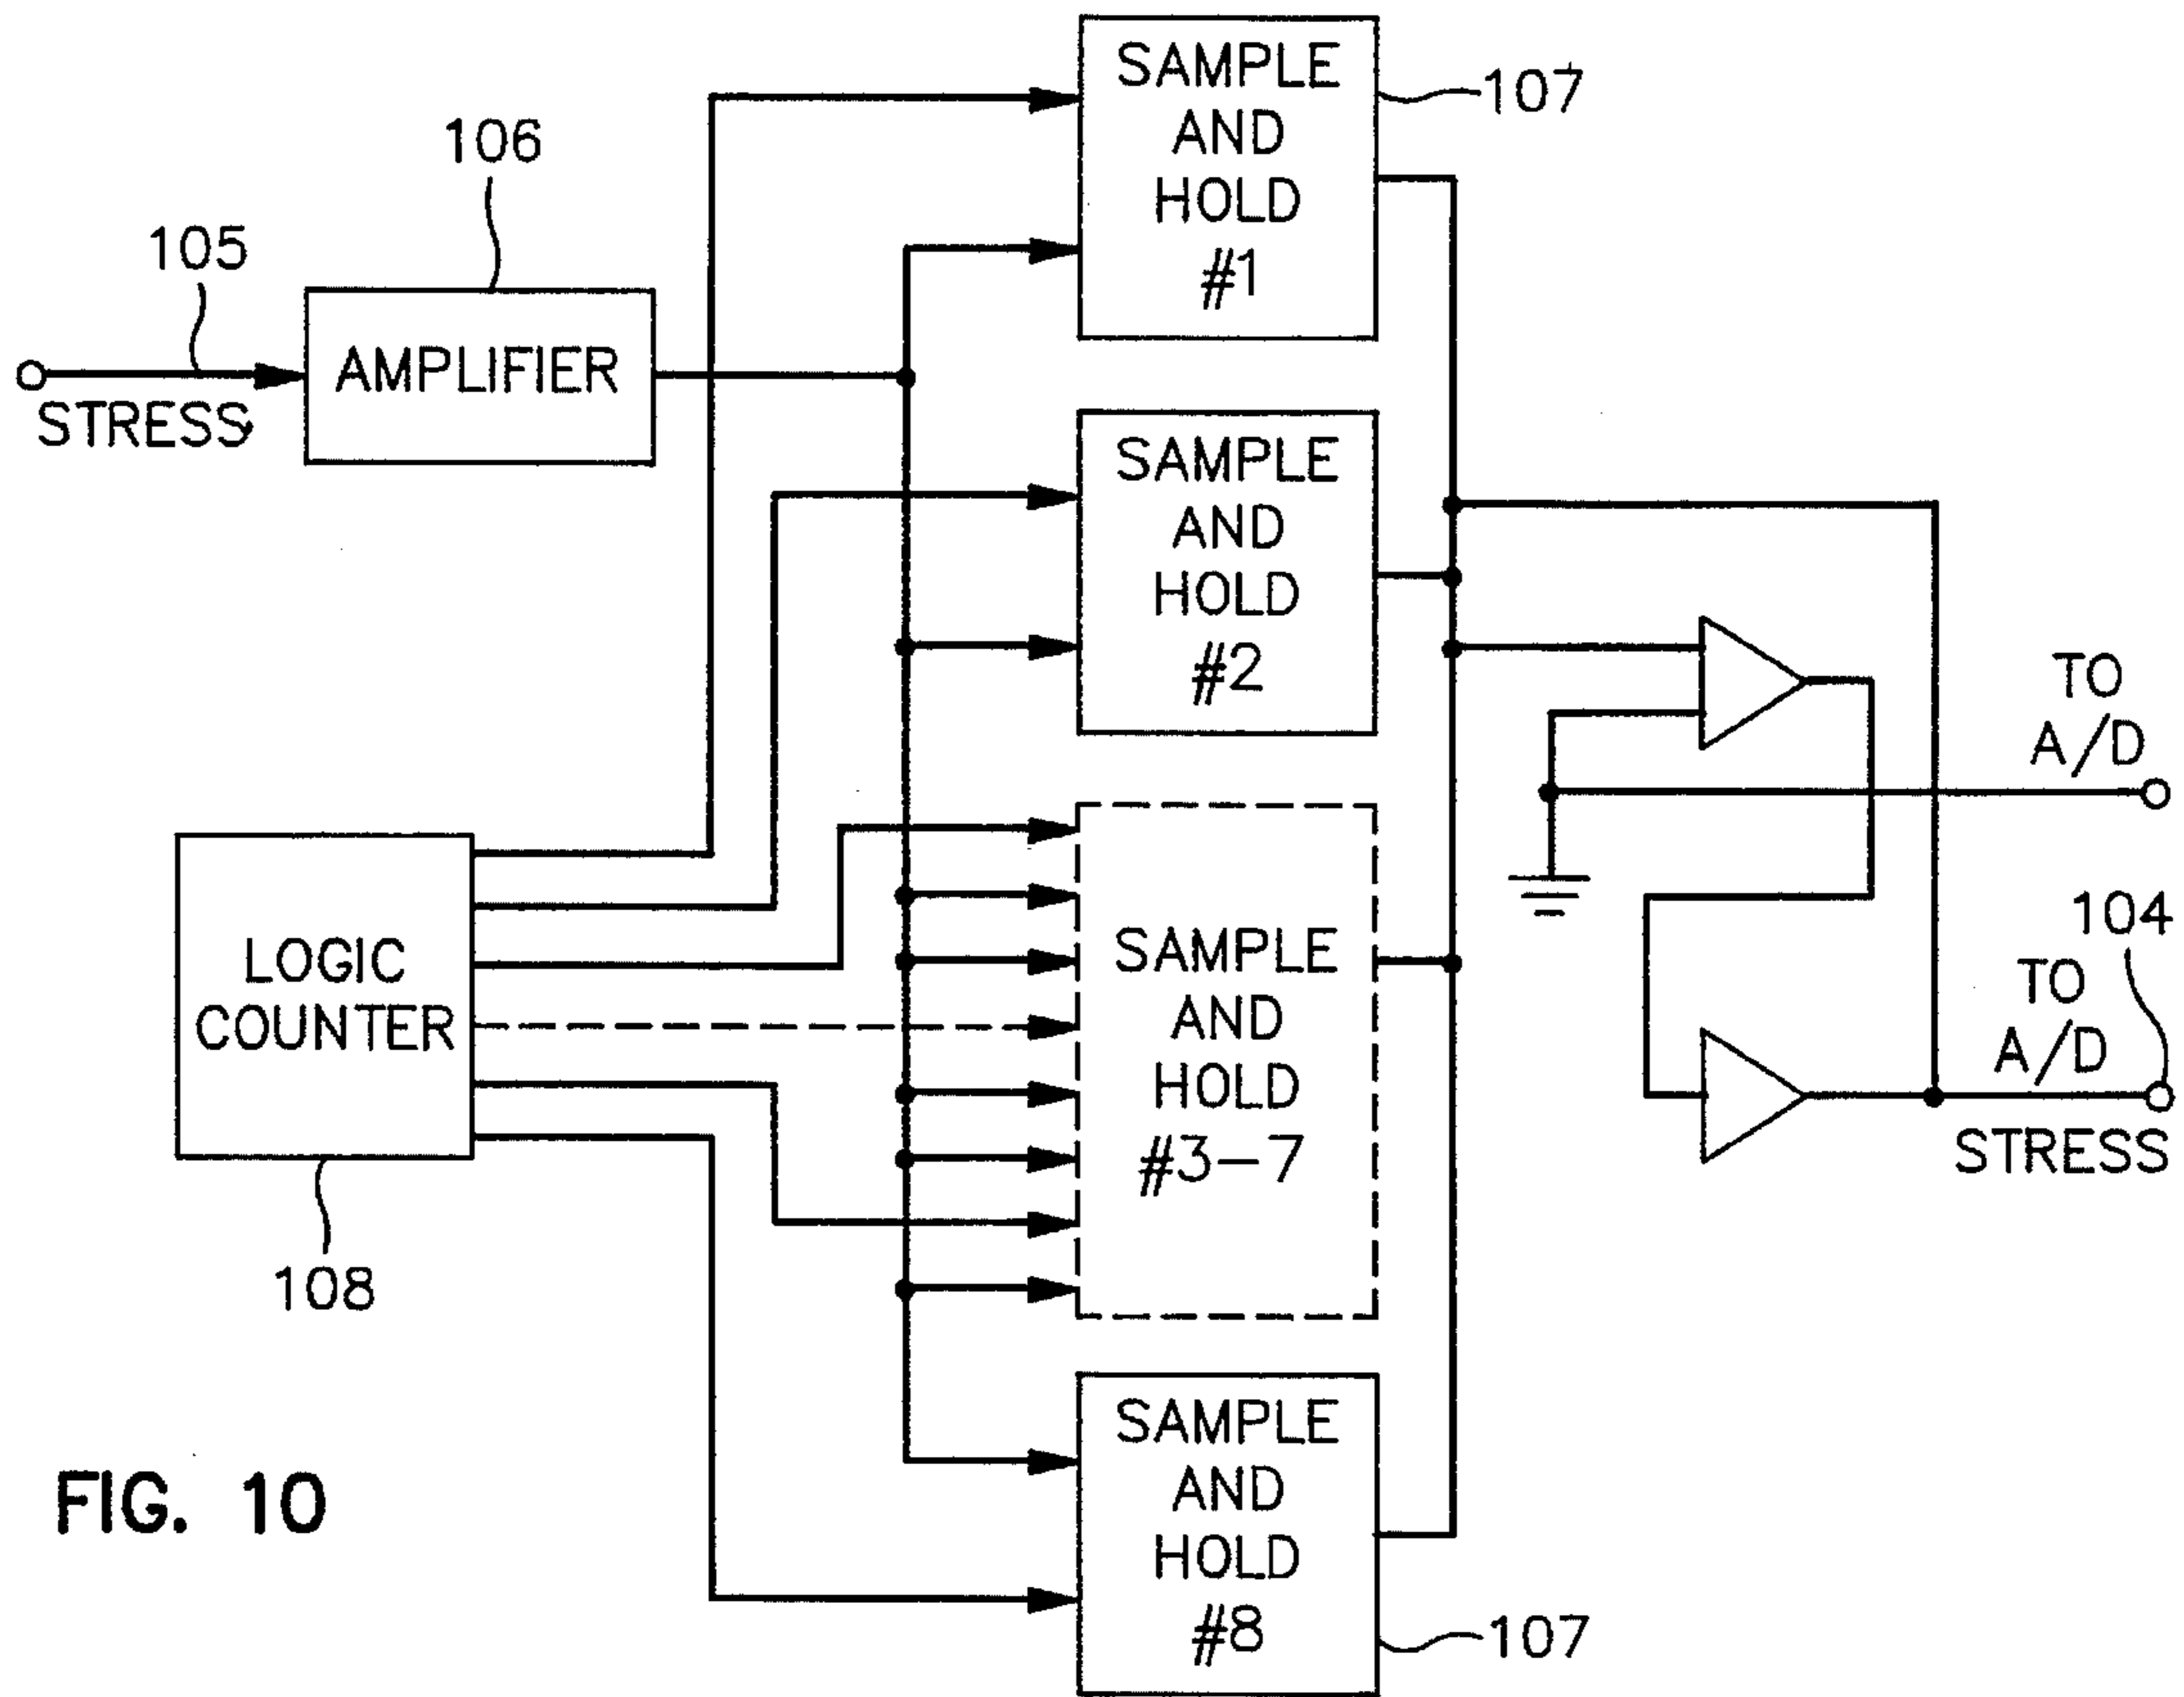 SAMPLE
AND
HOLD
#1
107
106
105
AMPLIFIER
STRESS
SAMPLE
AND
HOLD
#2
TO
A/D
LOGIC
COUNTER
108
SAMPLE
AND
HOLD
#3-7
104
TO
A/D
STRESS
SAMPLE
AND
HOLD
#8
107
FIG. 10